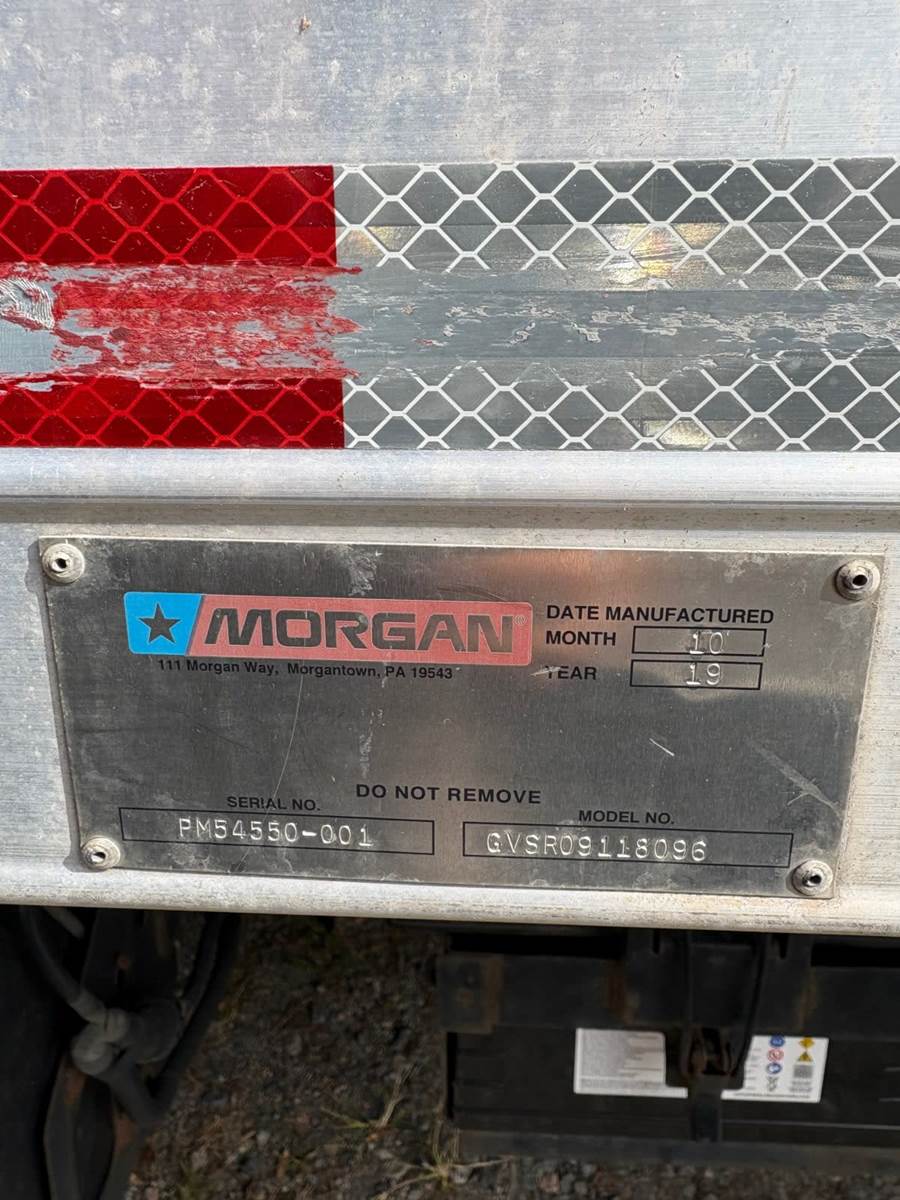 MORGAN®
111 Morgan Way, Morgantown, PA 19543
DATE MANUFACTURED
MONTH 10
YEAR 19
DO NOT REMOVE
SERIAL NO.
PM54550-001
MODEL NO.
GVSR09118096